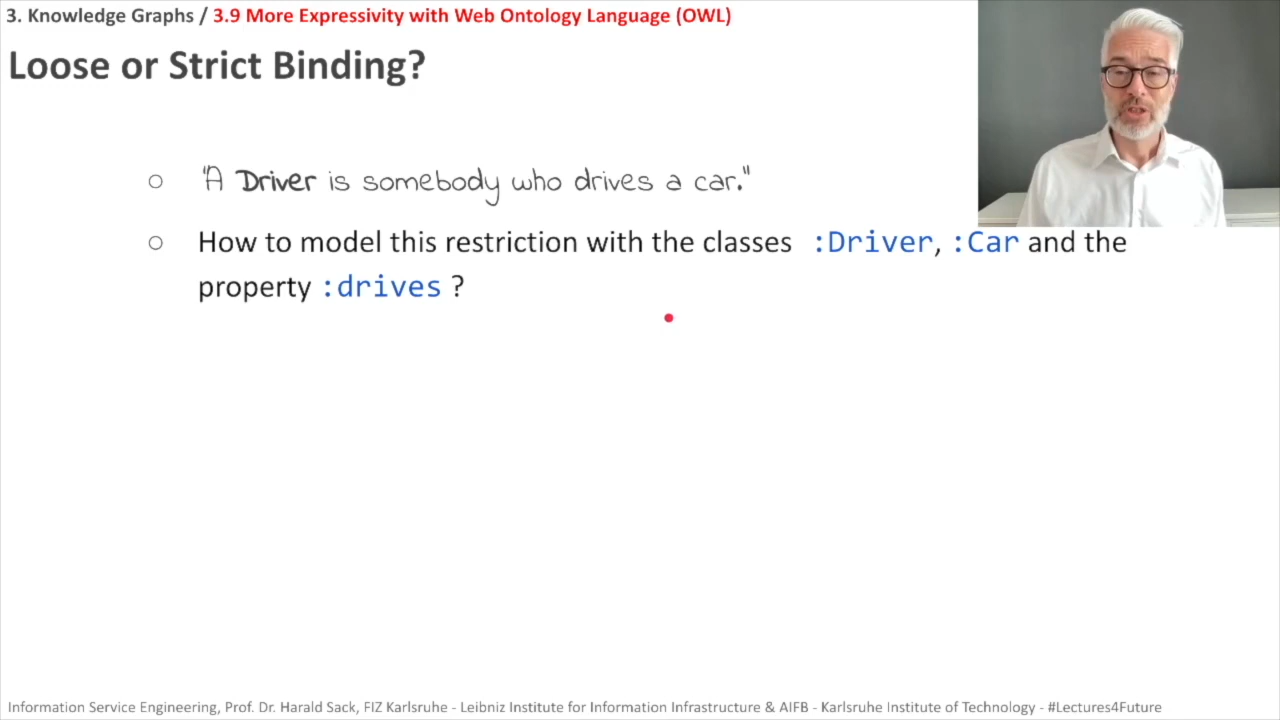 3. Knowledge Graphs / 3.9 More Expressivity with Web Ontology Language (OWL)
Loose or Strict Binding?
○ "A Driver is somebody who drives a car."
○ How to model this restriction with the classes :Driver, :Car and the
property :drives ?
Information Service Engineering, Prof. Dr. Harald Sack, FIZ Karlsruhe - Leibniz Institute for Information Infrastructure & AIFB - Karlsruhe Institute of Technology - #Lectures4Future